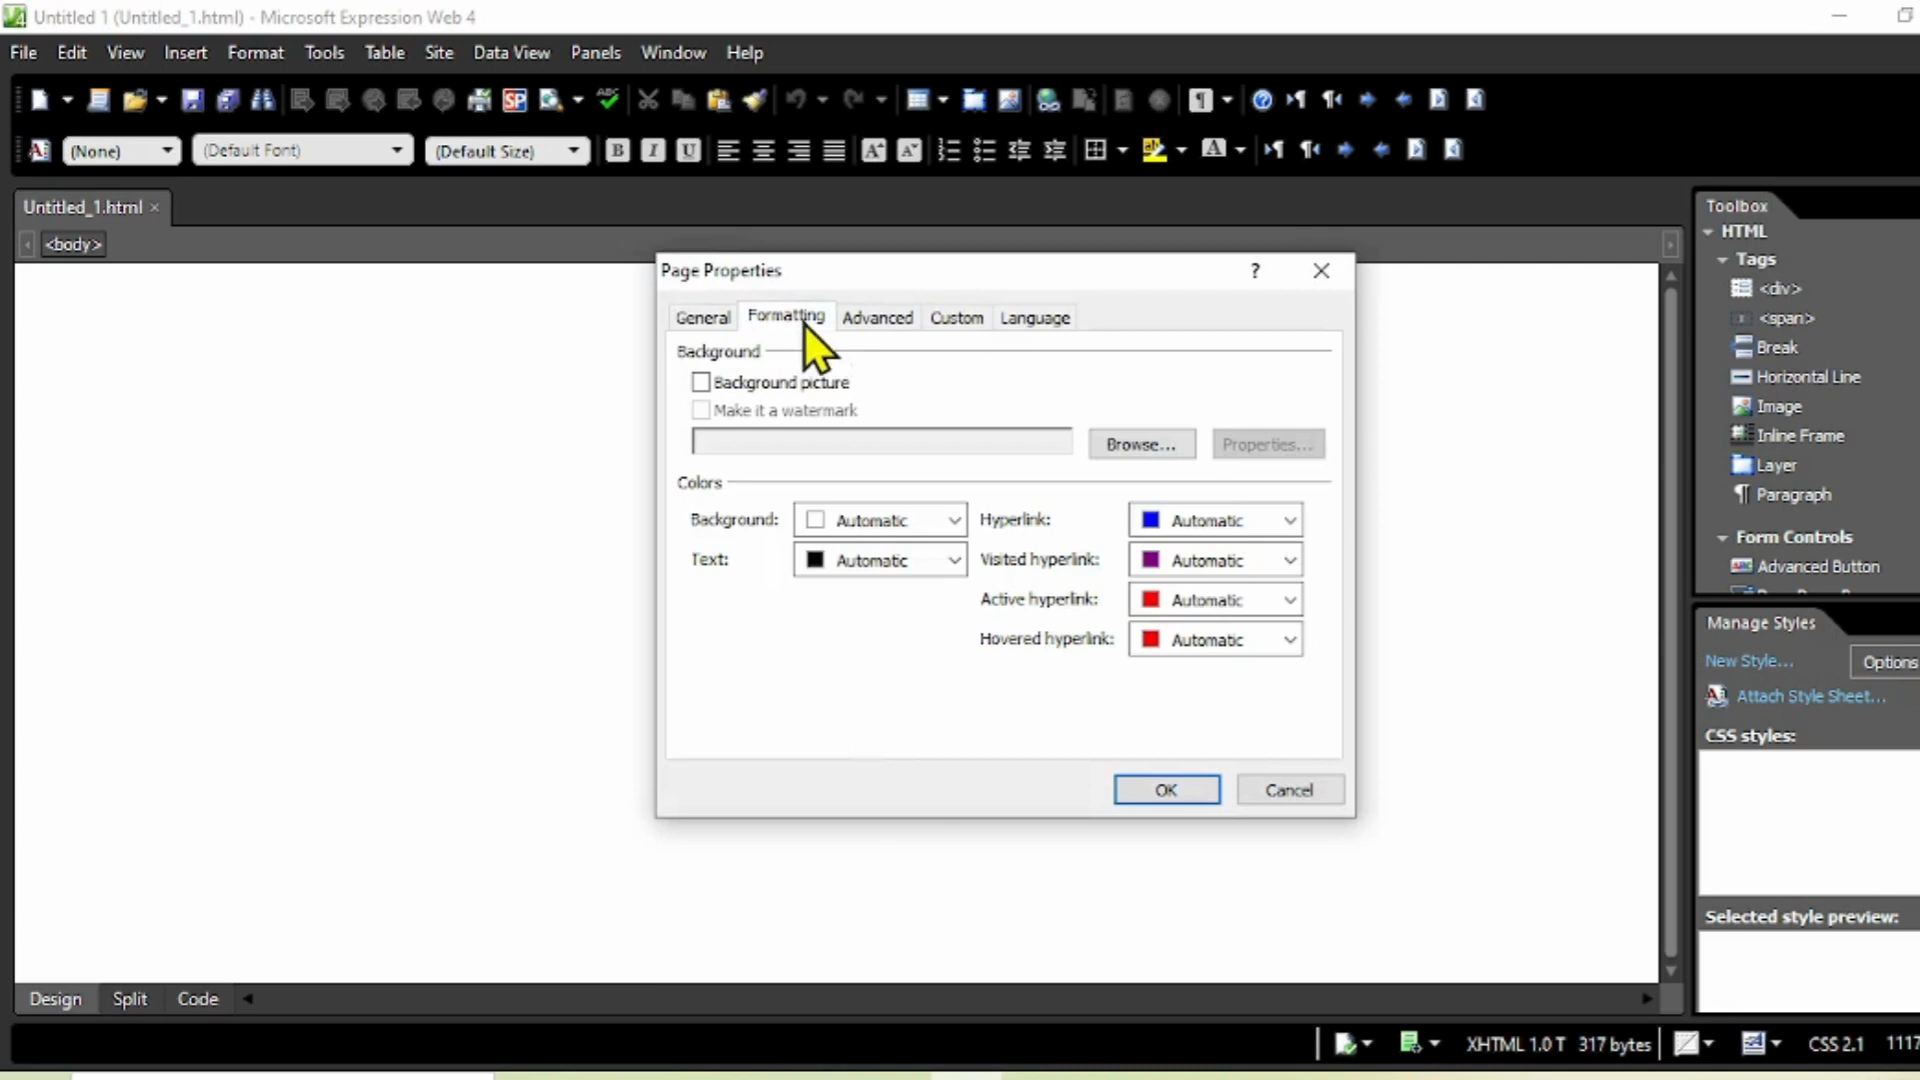 Untitled 1 (Untitled_1.html) - Microsoft Expression Web 4
File Edit View Insert Format Tools Table Site Data View Panels Window Help
(None) (Default Font) (Default Size) B I U
Untitled_1.html
<body>
Page Properties
General Formatting Advanced Custom Language
Background
Background picture
Make it a watermark
Browse... Properties...
Colors
Background: Automatic Hyperlink: Automatic
Text: Automatic Visited hyperlink: Automatic
Active hyperlink: Automatic
Hovered hyperlink: Automatic
OK Cancel
Toolbox
HTML
Tags
<div>
<span>
Break
Horizontal Line
Image
Inline Frame
Layer
Paragraph
Form Controls
Advanced Button
Manage Styles
New Style... Options
Attach Style Sheet...
CSS styles:
Selected style preview:
Design Split Code
XHTML 1.0 T 317 bytes CSS 2.1 1117